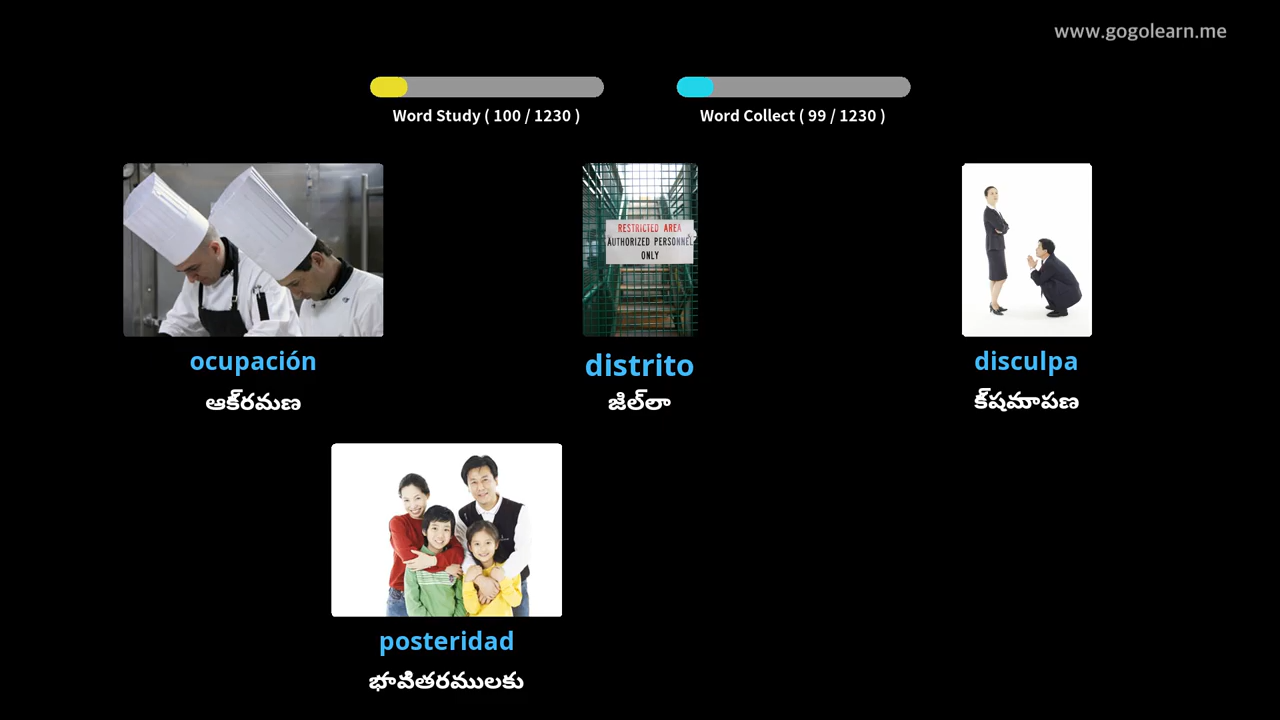 www.gogolearn.me
Word Study ( 100 / 1230 )
Word Collect ( 99 / 1230 )
RESTRICTED AREA
AUTHORIZED PERSONNEL
ONLY
ocupación
distrito
disculpa
ఆక్‌రమణ
జిల్‌లా
క్‌షమాపణ
posteridad
భావితరములకు